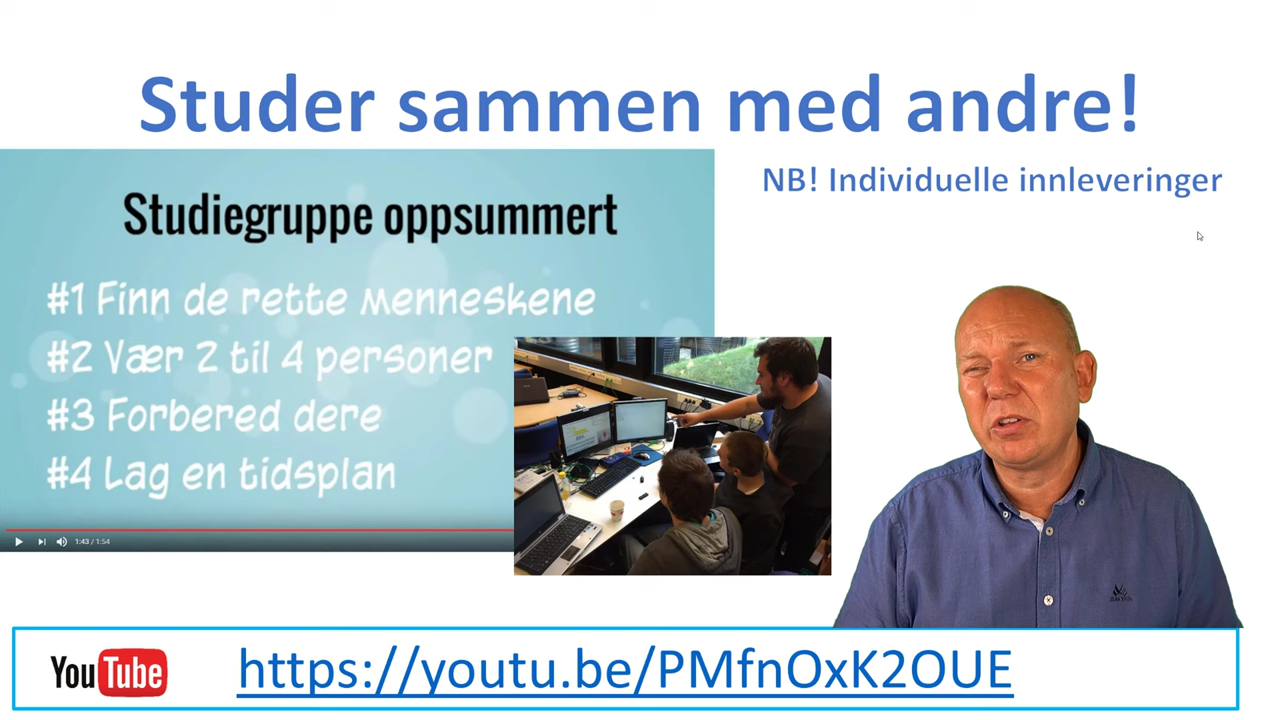 Studer sammen med andre!
NB! Individuelle innleveringer
Studiegruppe oppsummert
#1 Finn de rette menneskene
#2 Vær 2 til 4 personer
#3 Forbered dere
#4 Lag en tidsplan
1:43 / 1:54
YouTube
https://youtu.be/PMfnOxK2OUE